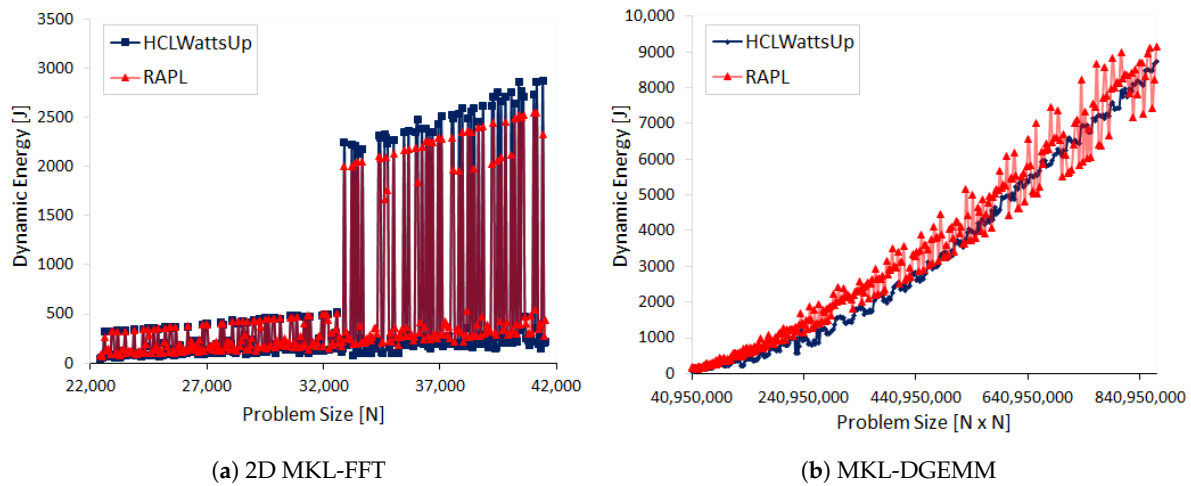 3500
3000
2500
2000
1500
1000
500
0
Dynamic Energy [J]
HCLWattsUp
RAPL
22,000 27,000 32,000 37,000 42,000
Problem Size [N]
(a) 2D MKL-FFT
10,000
9000
8000
7000
6000
5000
4000
3000
2000
1000
0
Dynamic Energy [J]
HCLWattsUp
RAPL
40,950,000 240,950,000 440,950,000 640,950,000 840,950,000
Problem Size [N x N]
(b) MKL-DGEMM